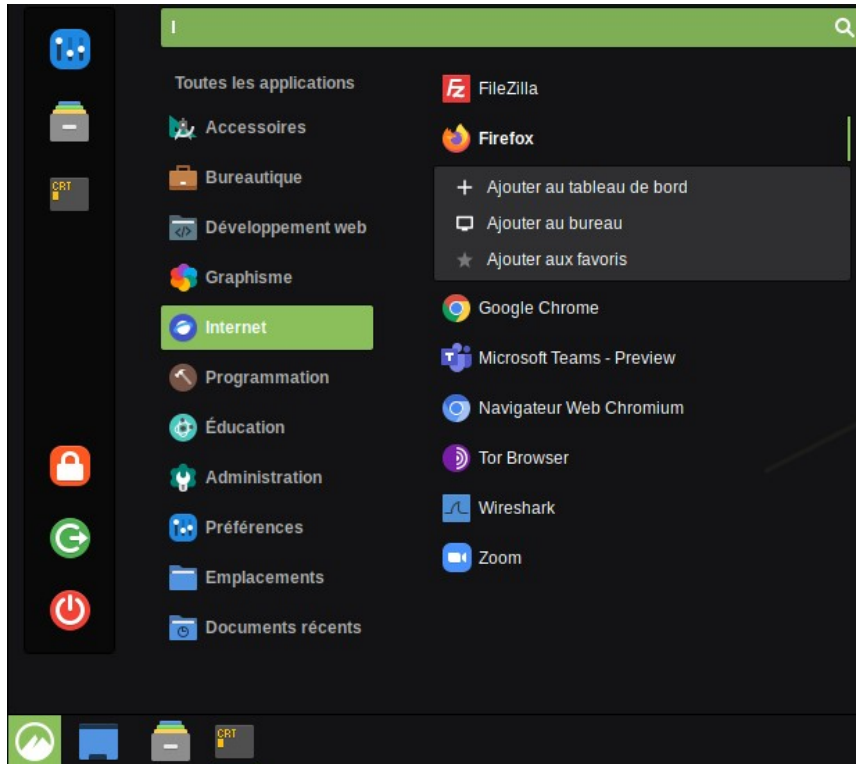 CRT
Toutes les applications
Accessoires
Bureautique
Développement web
Graphisme
Internet
Programmation
Éducation
Administration
Préférences
Emplacements
Documents récents
FileZilla
Firefox
Ajouter au tableau de bord
Ajouter au bureau
Ajouter aux favoris
Google Chrome
Microsoft Teams - Preview
Navigateur Web Chromium
Tor Browser
Wireshark
Zoom
CRT